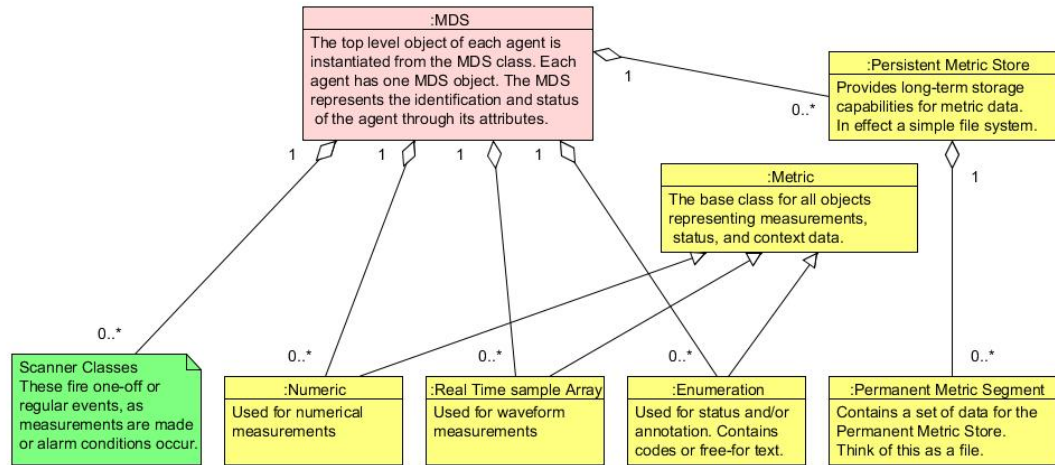 :MDS
The top level object of each agent is
instantiated from the MDS class. Each
agent has one MDS object. The MDS
represents the identification and status
of the agent through its attributes.
1
0..*
:Persistent Metric Store
Provides long-term storage
capabilities for metric data.
In effect a simple file system.
1
1
1
1
1
:Metric
The base class for all objects
representing measurements,
status, and context data.
0..*
0..*
0..*
0..*
0..*
Scanner Classes
These fire one-off or
regular events, as
measurements are made
or alarm conditions occur.
:Numeric
Used for numerical
measurements
:Real Time sample Array
Used for waveform
measurements
:Enumeration
Used for status and/or
annotation. Contains
codes or free-for text.
:Permanent Metric Segment
Contains a set of data for the
Permanent Metric Store.
Think of this as a file.